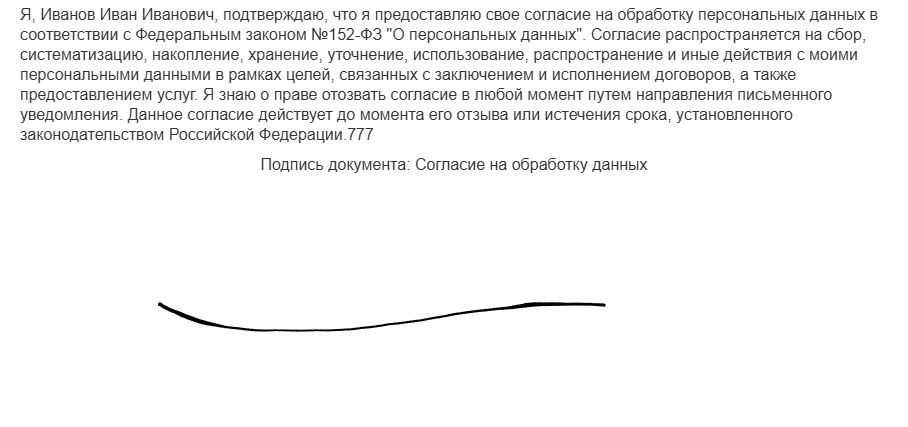 Я, Иванов Иван Иванович, подтверждаю, что я предоставляю свое согласие на обработку персональных данных в
соответствии с Федеральным законом №152-ФЗ "О персональных данных". Согласие распространяется на сбор,
систематизацию, накопление, хранение, уточнение, использование, распространение и иные действия с моими
персональными данными в рамках целей, связанных с заключением и исполнением договоров, а также
предоставлением услуг. Я знаю о праве отозвать согласие в любой момент путем направления письменного
уведомления. Данное согласие действует до момента его отзыва или истечения срока, установленного
законодательством Российской Федерации.777
Подпись документа: Согласие на обработку данных